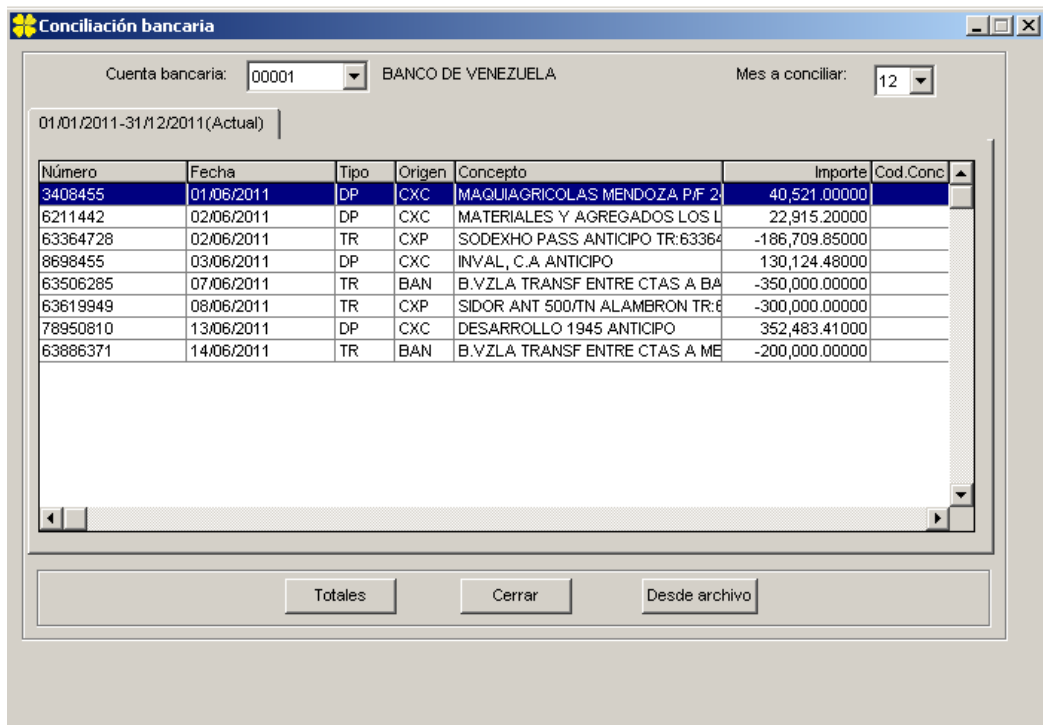 Conciliación bancaria
Cuenta bancaria: 00001 BANCO DE VENEZUELA Mes a conciliar: 12
01/01/2011-31/12/2011(Actual)
Número Fecha Tipo Origen Concepto Importe Cod.Conc
3408455 01/06/2011 DP CXC MAQUIAGRICOLAS MENDOZA P/F 24 40,521.00000
6211442 02/06/2011 DP CXC MATERIALES Y AGREGADOS LOS L 22,915.20000
63364728 02/06/2011 TR CXP SODEXHO PASS ANTICIPO TR:63364 -186,709.85000
8698455 03/06/2011 DP CXC INVAL, C.A ANTICIPO 130,124.48000
63506285 07/06/2011 TR BAN B.VZLA TRANSF ENTRE CTAS A BA -350,000.00000
63619949 08/06/2011 TR CXP SIDOR ANT 500/TN ALAMBRON TR:6 -300,000.00000
78950810 13/06/2011 DP CXC DESARROLLO 1945 ANTICIPO 352,483.41000
63886371 14/06/2011 TR BAN B.VZLA TRANSF ENTRE CTAS A ME -200,000.00000
Totales Cerrar Desde archivo